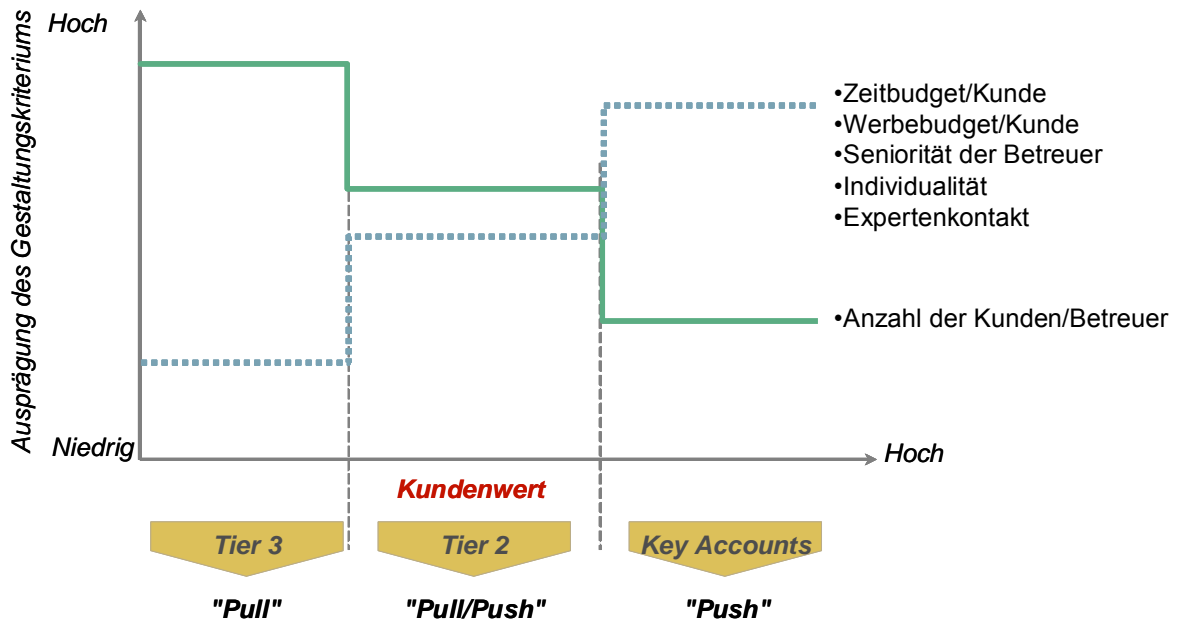 Hoch
Ausprägung des Gestaltungskriteriums
•Zeitbudget/Kunde
•Werbebudget/Kunde
•Seniorität der Betreuer
•Individualität
•Expertenkontakt
•Anzahl der Kunden/Betreuer
Niedrig
Hoch
Kundenwert
Tier 3
Tier 2
Key Accounts
"Pull"
"Pull/Push"
"Push"